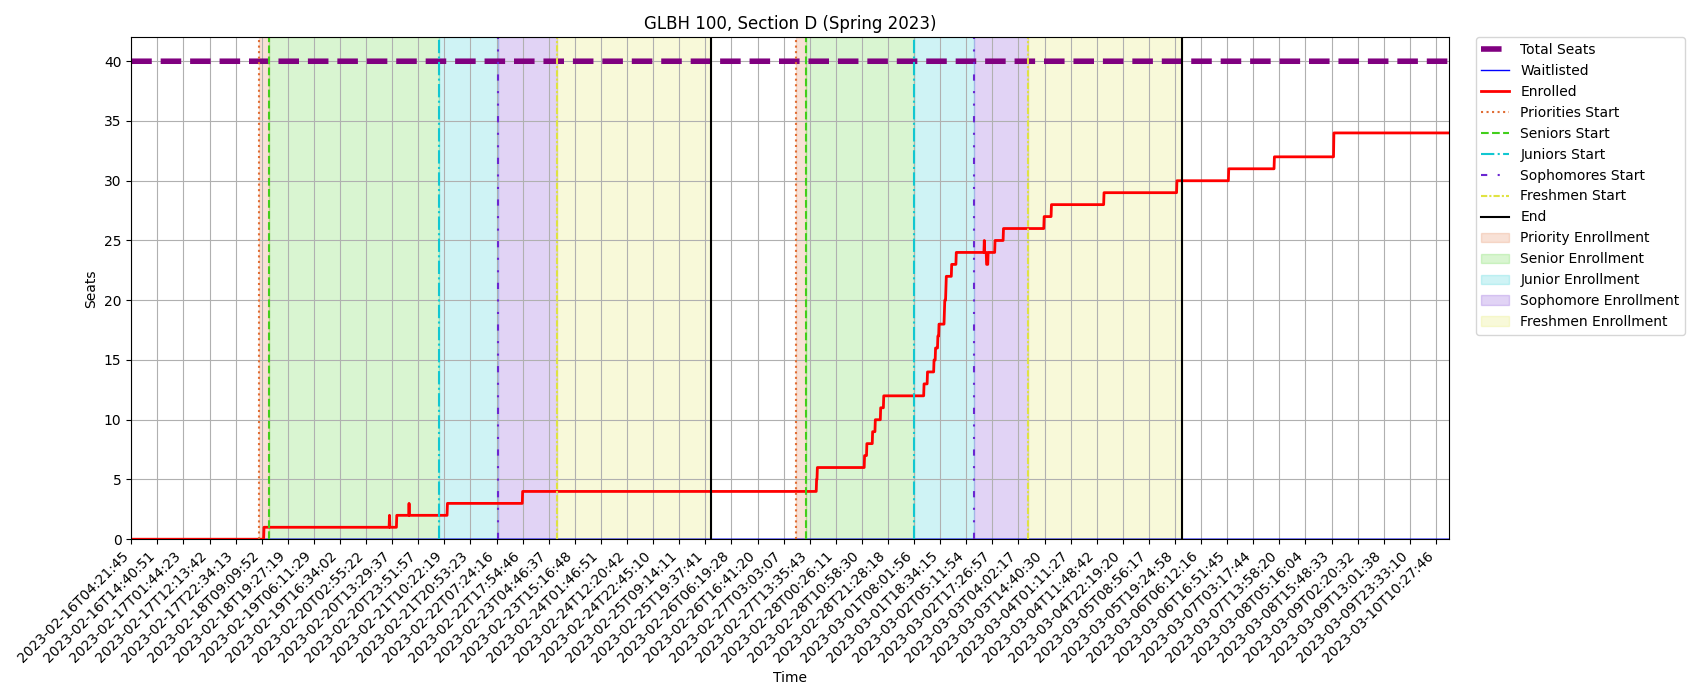 GLBH 100, Section D (Spring 2023)
Seats
40
35
30
25
20
15
10
5
0
2023-02-16T04:21:45
2023-02-16T14:40:51
2023-02-17T01:44:23
2023-02-17T12:13:42
2023-02-17T22:34:13
2023-02-18T09:09:52
2023-02-18T19:27:19
2023-02-19T06:11:29
2023-02-19T16:34:02
2023-02-20T02:55:22
2023-02-20T13:29:37
2023-02-20T23:51:57
2023-02-21T10:22:19
2023-02-21T20:53:23
2023-02-22T07:24:16
2023-02-22T17:54:46
2023-02-23T04:46:37
2023-02-23T15:16:48
2023-02-24T01:46:51
2023-02-24T12:20:42
2023-02-24T22:45:10
2023-02-25T09:14:11
2023-02-25T19:37:41
2023-02-26T06:19:28
2023-02-26T16:41:20
2023-02-27T03:03:07
2023-02-27T13:35:43
2023-02-28T00:26:11
2023-02-28T10:58:30
2023-02-28T21:28:18
2023-03-01T08:01:56
2023-03-01T18:34:15
2023-03-02T05:11:54
2023-03-02T17:26:57
2023-03-03T04:02:17
2023-03-03T14:40:30
2023-03-04T01:11:27
2023-03-04T11:48:42
2023-03-04T22:19:20
2023-03-05T08:56:17
2023-03-05T19:24:58
2023-03-06T06:12:16
2023-03-06T16:51:45
2023-03-07T03:17:44
2023-03-07T13:58:20
2023-03-08T05:16:04
2023-03-08T15:48:33
2023-03-09T02:20:32
2023-03-09T13:01:38
2023-03-09T23:33:10
2023-03-10T10:27:46
Time
Total Seats
Waitlisted
Enrolled
Priorities Start
Seniors Start
Juniors Start
Sophomores Start
Freshmen Start
End
Priority Enrollment
Senior Enrollment
Junior Enrollment
Sophomore Enrollment
Freshmen Enrollment